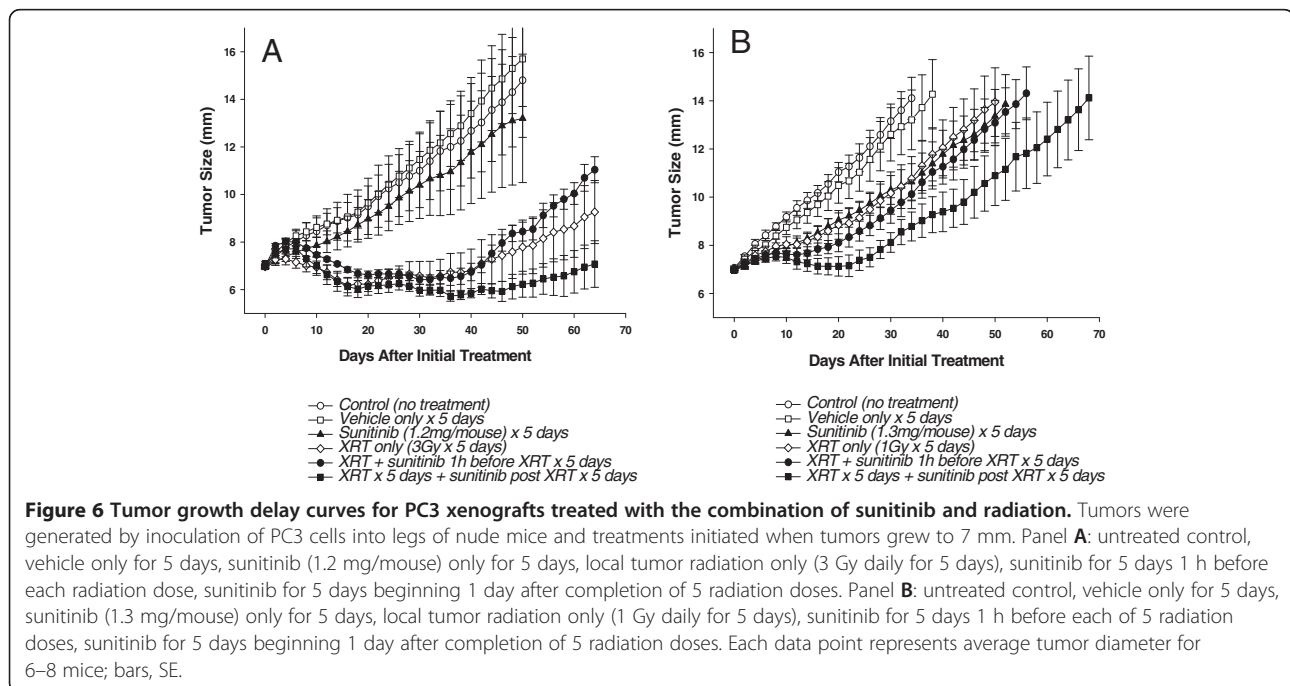 A
Tumor Size (mm)
16
14
12
10
8
6
0 10 20 30 40 50 60 70
Days After Initial Treatment
Control (no treatment)
Vehicle only x 5 days
Sunitinib (1.2mg/mouse) x 5 days
XRT only (3Gy x 5 days)
XRT + sunitinib 1h before XRT x 5 days
XRT x 5 days + sunitinib post XRT x 5 days
B
Tumor Size (mm)
16
14
12
10
8
6
0 10 20 30 40 50 60 70
Days After Initial Treatment
Control (no treatment)
Vehicle only x 5 days
Sunitinib (1.3mg/mouse) x 5 days
XRT only (1Gy x 5 days)
XRT + sunitinib 1h before XRT x 5 days
XRT x 5 days + sunitinib post XRT x 5 days
Figure 6 Tumor growth delay curves for PC3 xenografts treated with the combination of sunitinib and radiation. Tumors were
generated by inoculation of PC3 cells into legs of nude mice and treatments initiated when tumors grew to 7 mm. Panel A: untreated control,
vehicle only for 5 days, sunitinib (1.2 mg/mouse) only for 5 days, local tumor radiation only (3 Gy daily for 5 days), sunitinib for 5 days 1 h before
each radiation dose, sunitinib for 5 days beginning 1 day after completion of 5 radiation doses. Panel B: untreated control, vehicle only for 5 days,
sunitinib (1.3 mg/mouse) only for 5 days, local tumor radiation only (1 Gy daily for 5 days), sunitinib for 5 days 1 h before each of 5 radiation
doses, sunitinib for 5 days beginning 1 day after completion of 5 radiation doses. Each data point represents average tumor diameter for
6–8 mice; bars, SE.